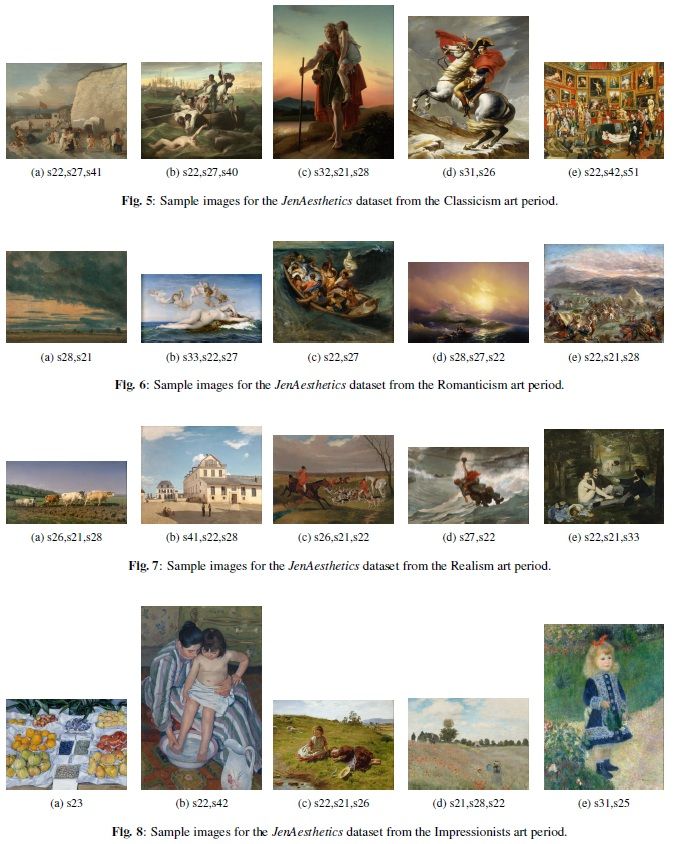 (a) s22,s27,s41 (b) s22,s27,s40 (c) s32,s21,s28 (d) s31,s26 (e) s22,s42,s51
Fig. 5: Sample images for the JenAesthetics dataset from the Classicism art period.
(a) s28,s21 (b) s33,s22,s27 (c) s22,s27 (d) s28,s27,s22 (e) s22,s21,s28
Fig. 6: Sample images for the JenAesthetics dataset from the Romanticism art period.
(a) s26,s21,s28 (b) s41,s22,s28 (c) s26,s21,s22 (d) s27,s22 (e) s22,s21,s33
Fig. 7: Sample images for the JenAesthetics dataset from the Realism art period.
(a) s23 (b) s22,s42 (c) s22,s21,s26 (d) s21,s28,s22 (e) s31,s25
Fig. 8: Sample images for the JenAesthetics dataset from the Impressionists art period.